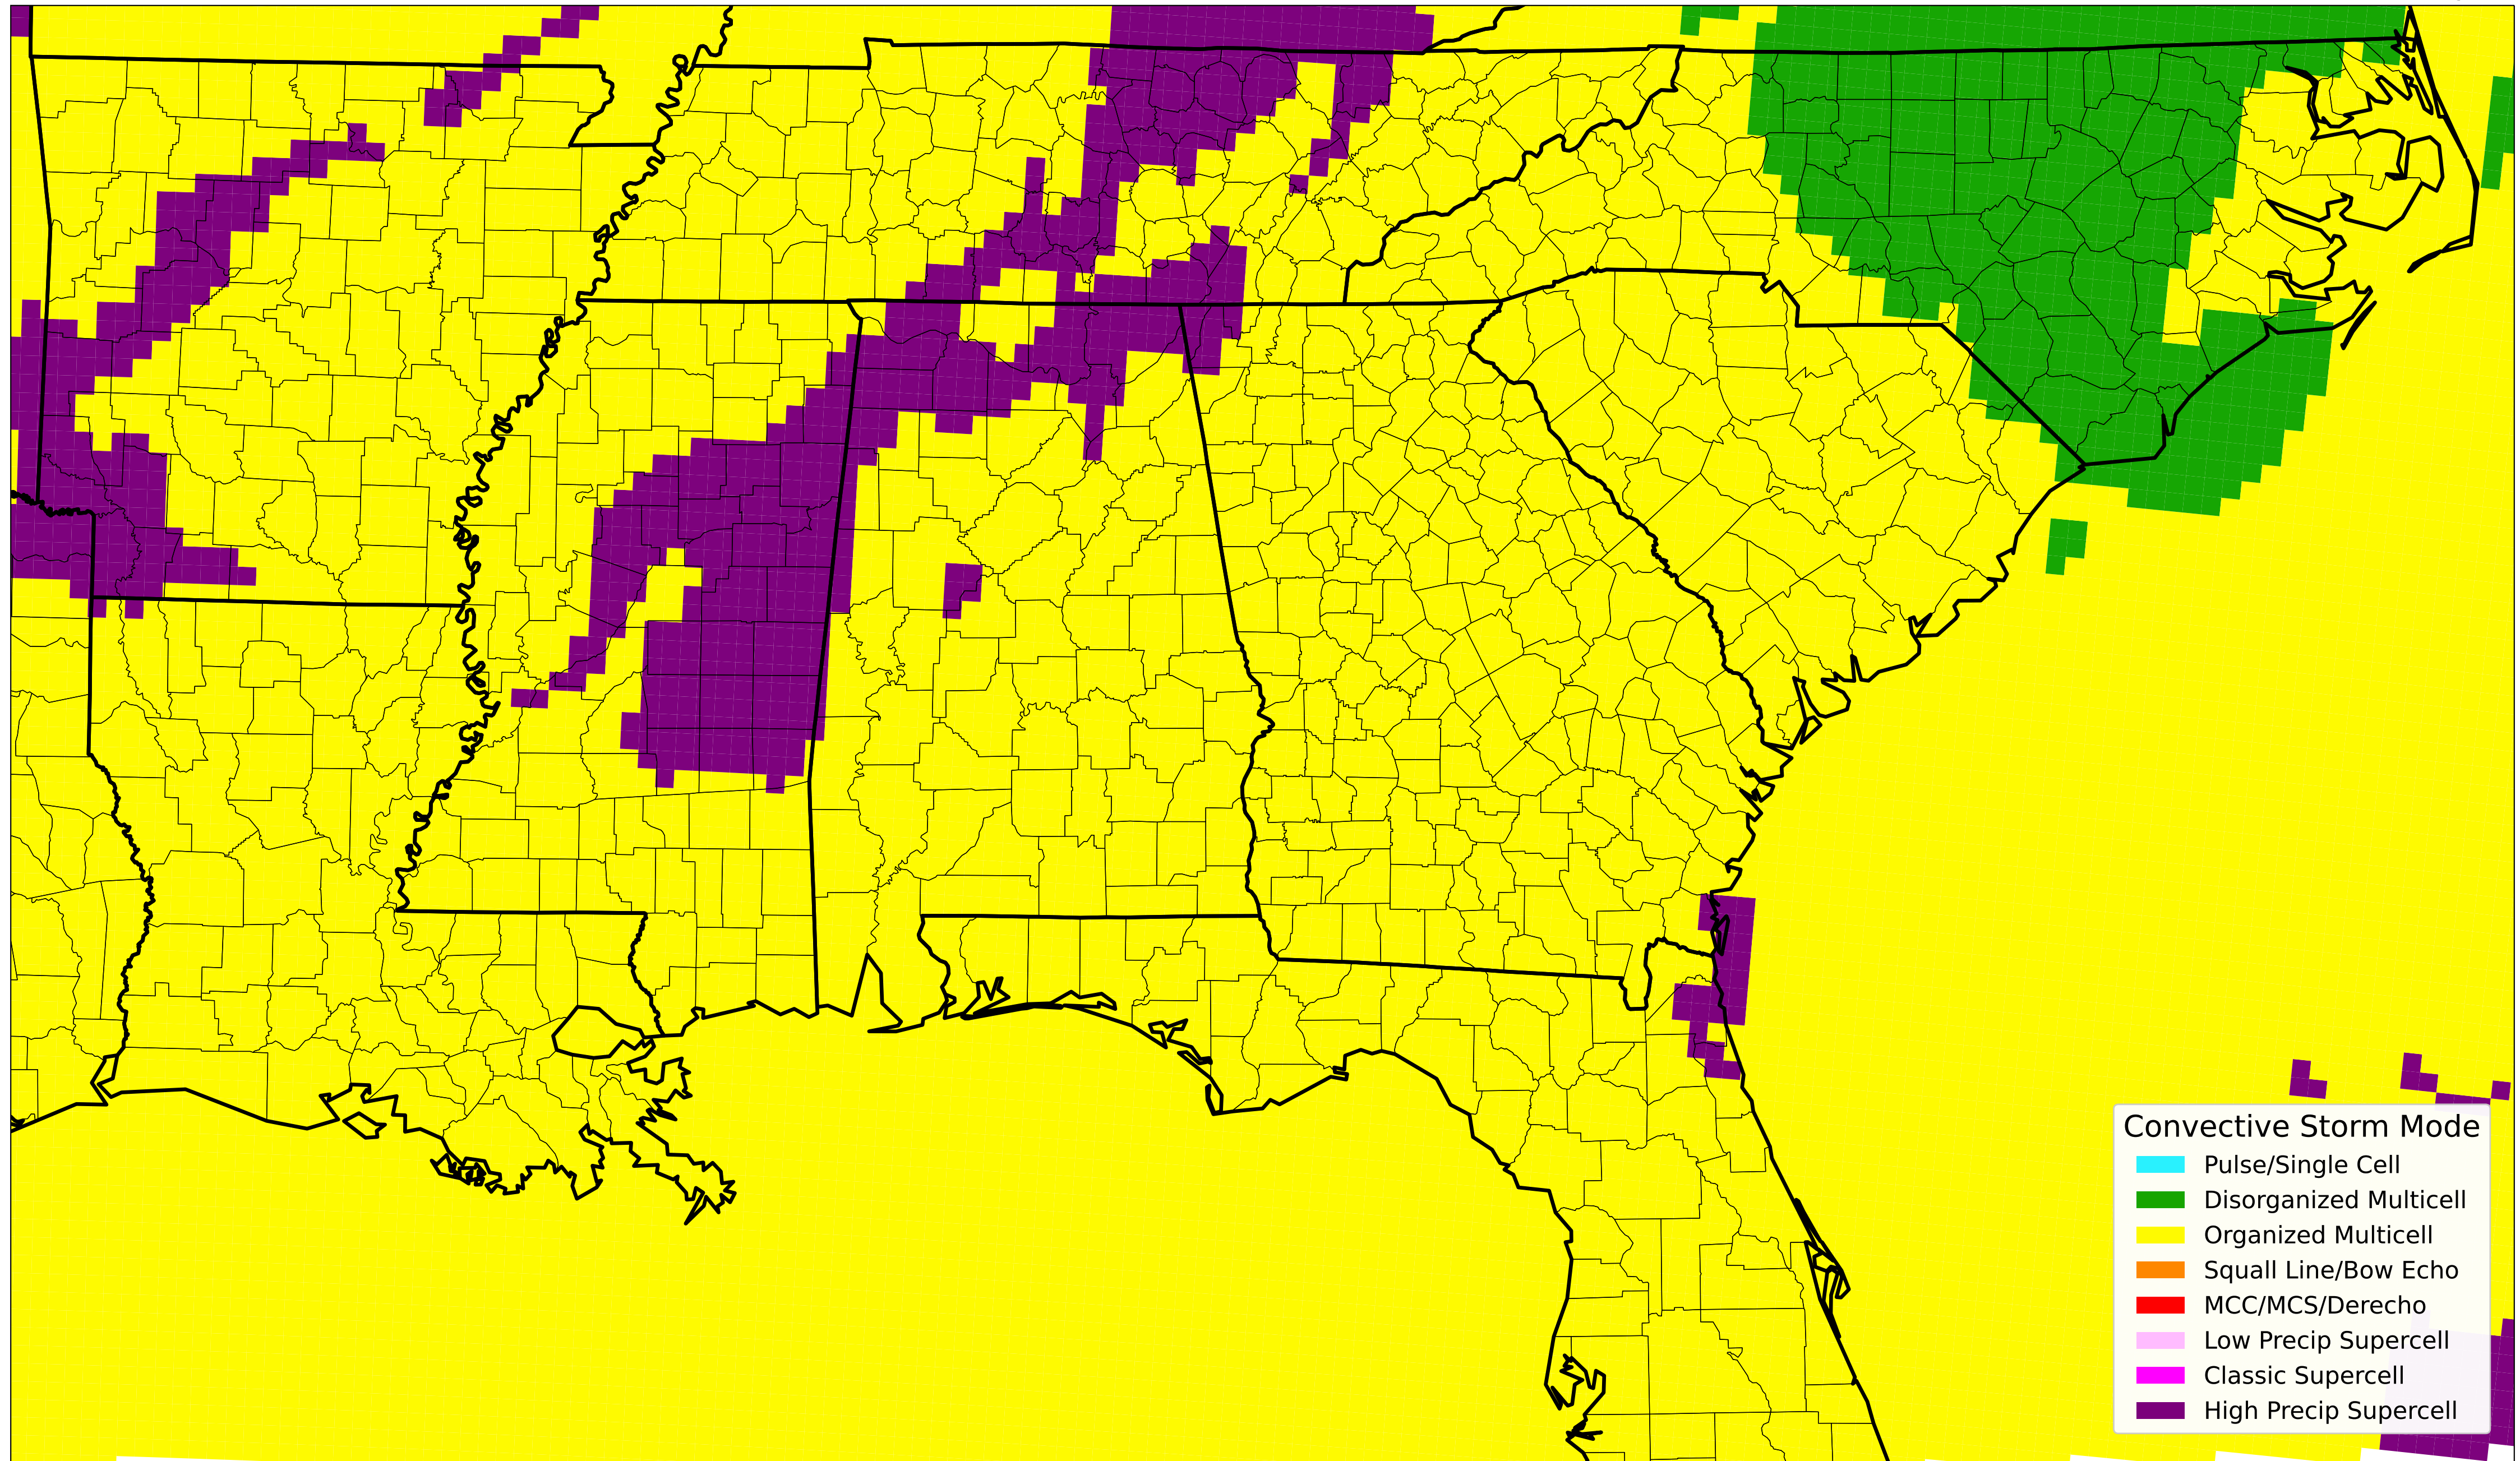 Convective Storm Mode
Pulse/Single Cell
Disorganized Multicell
Organized Multicell
Squall Line/Bow Echo
MCC/MCS/Derecho
Low Precip Supercell
Classic Supercell
High Precip Supercell